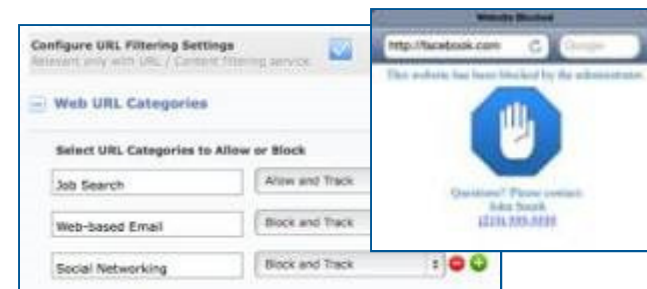 Configure URL Filtering Settings
Relevant only with URL / Content filtering service
Web URL Categories
Select URL Categories to Allow or Block
Job Search
Allow and Track
Web-based Email
Block and Track
Social Networking
Block and Track
Website Blocked
http://facebook.com
Google
This website has been blocked by the administrator.
Questions? Please contact:
John Smith